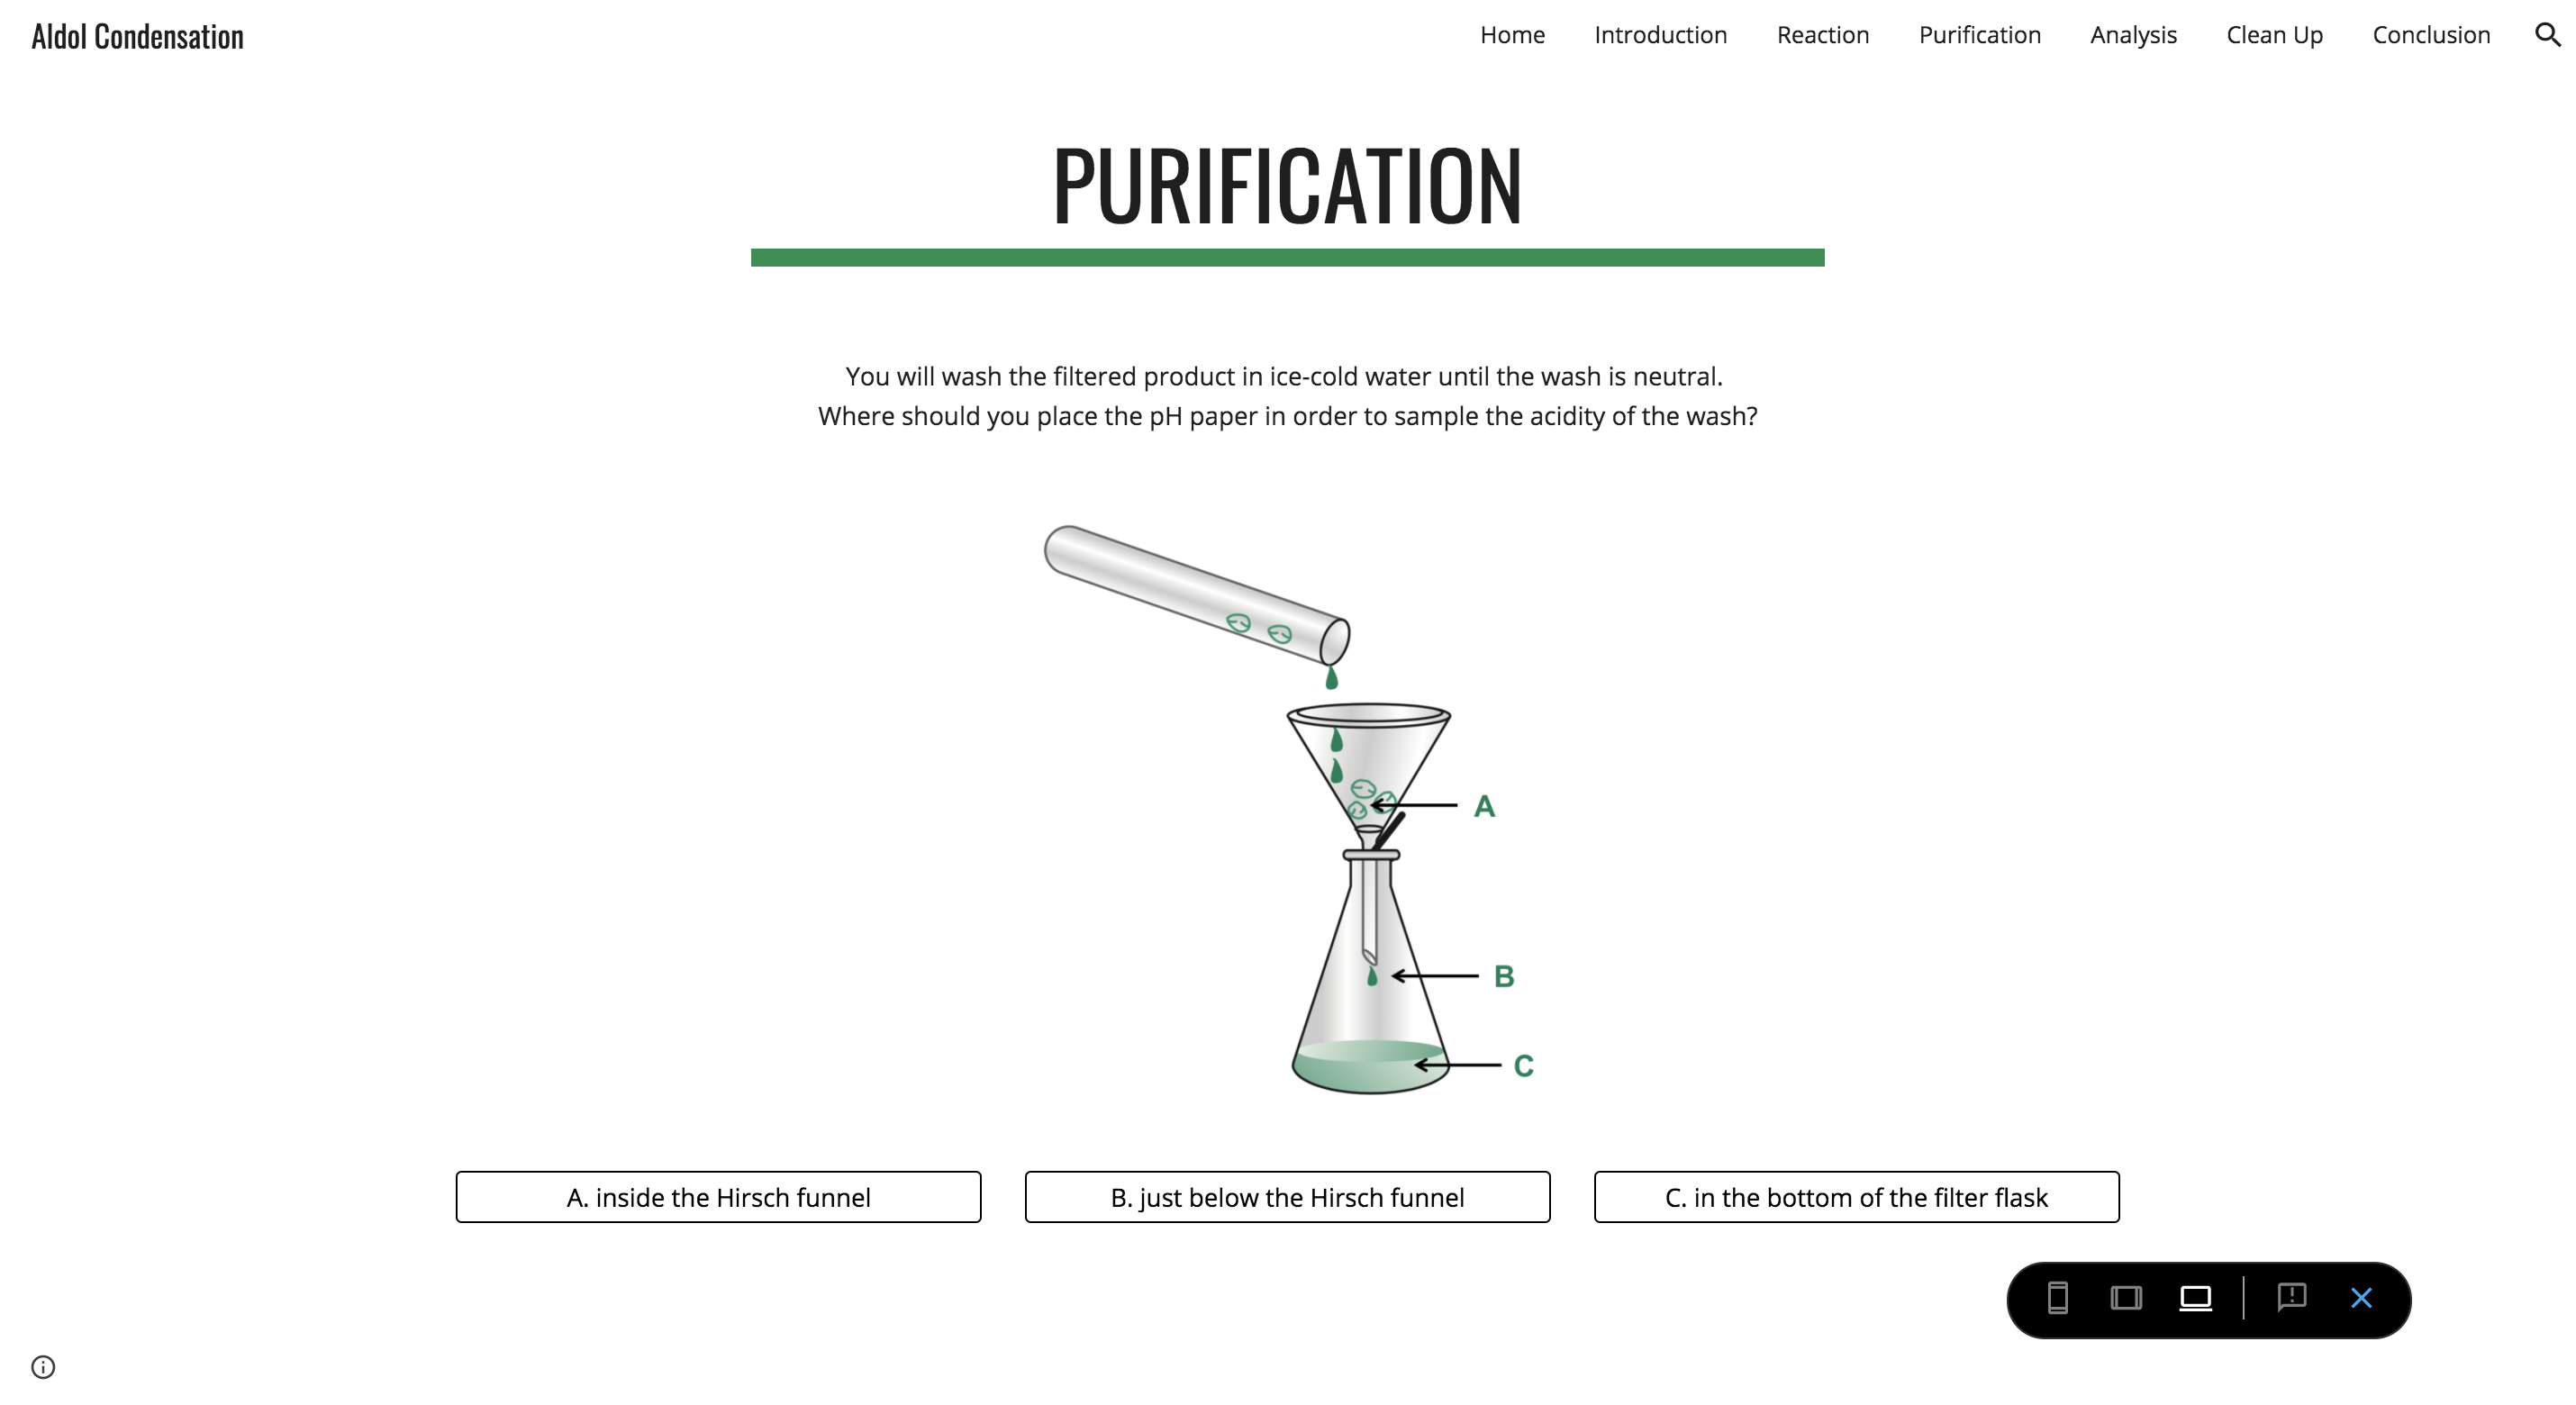 Aldol Condensation
Home Introduction Reaction Purification Analysis Clean Up Conclusion
PURIFICATION
You will wash the filtered product in ice-cold water until the wash is neutral.
Where should you place the pH paper in order to sample the acidity of the wash?
A
B
C
A. inside the Hirsch funnel
B. just below the Hirsch funnel
C. in the bottom of the filter flask